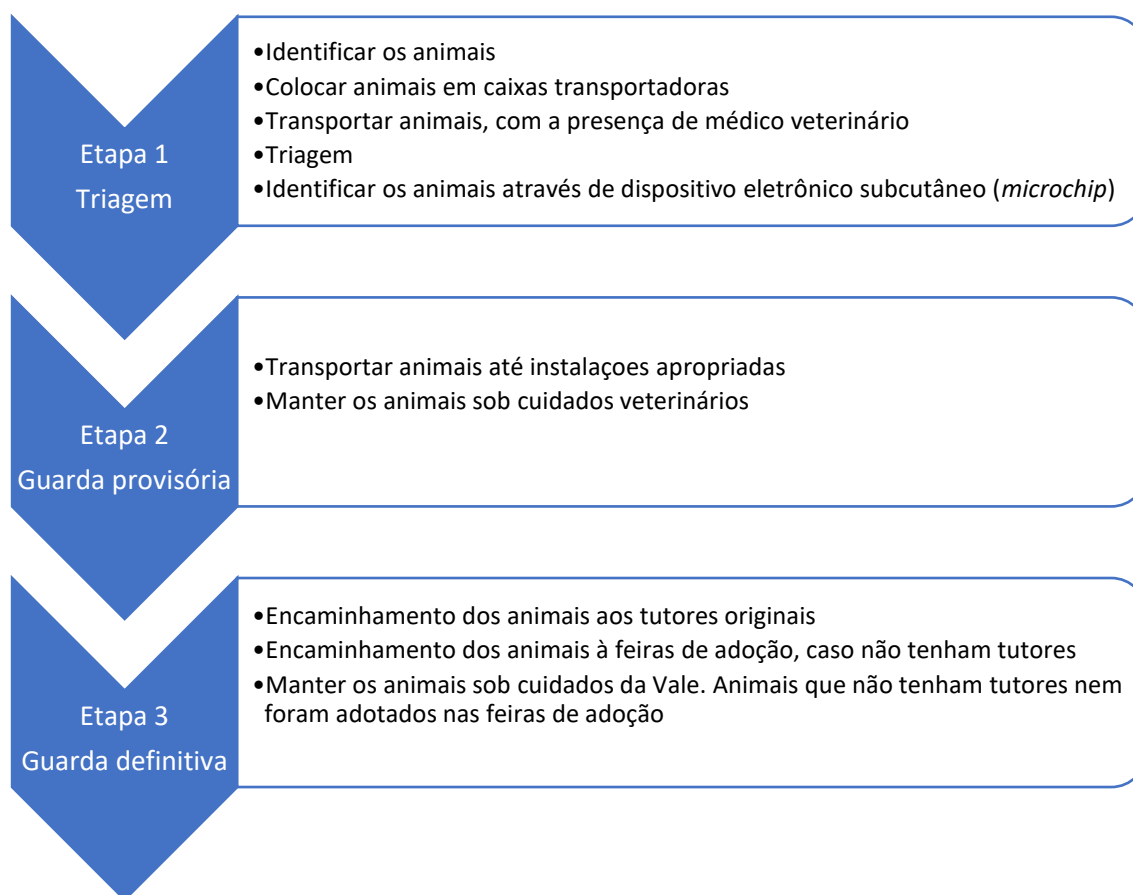 Etapa 1
Triagem
•Identificar os animais
•Colocar animais em caixas transportadoras
•Transportar animais, com a presença de médico veterinário
•Triagem
•Identificar os animais através de dispositivo eletrônico subcutâneo (microchip)
Etapa 2
Guarda provisória
•Transportar animais até instalaçoes apropriadas
•Manter os animais sob cuidados veterinários
Etapa 3
Guarda definitiva
•Encaminhamento dos animais aos tutores originais
•Encaminhamento dos animais à feiras de adoção, caso não tenham tutores
•Manter os animais sob cuidados da Vale. Animais que não tenham tutores nem
foram adotados nas feiras de adoção